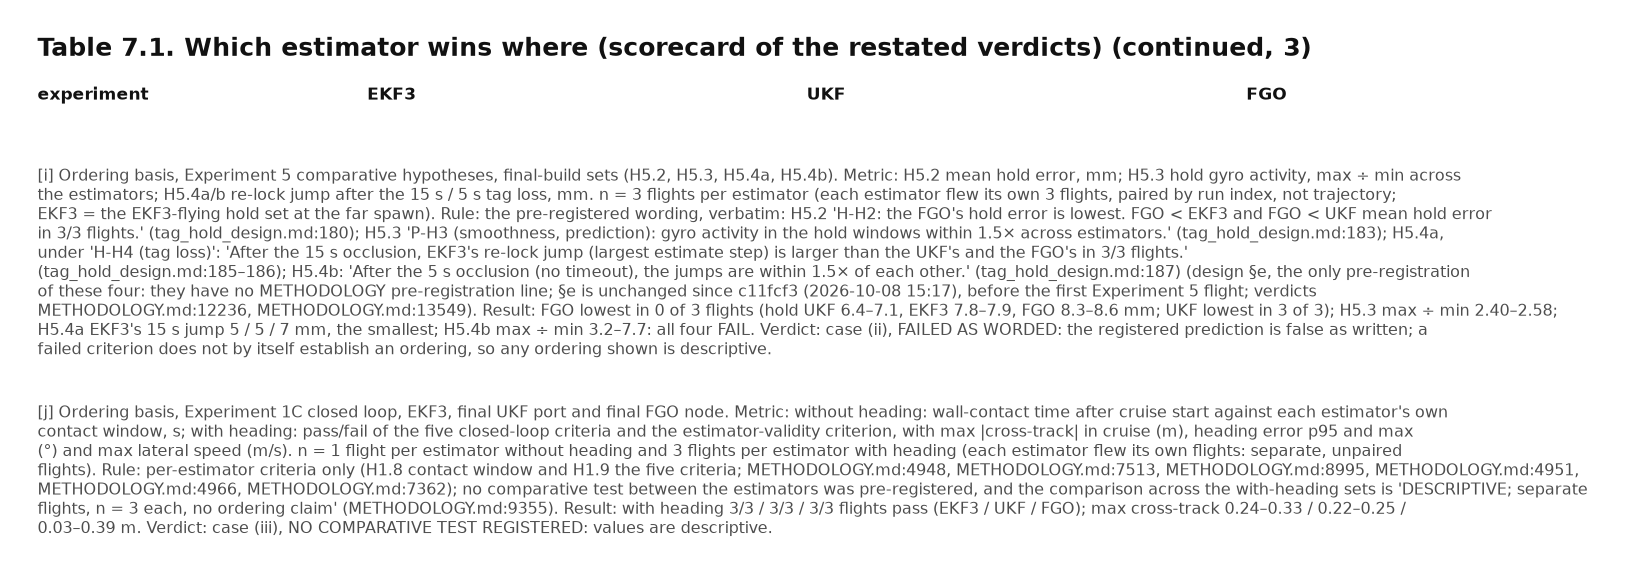 Table 7.1. Which estimator wins where (scorecard of the restated verdicts) (continued, 3)
experiment EKF3 UKF FGO
[i] Ordering basis, Experiment 5 comparative hypotheses, final-build sets (H5.2, H5.3, H5.4a, H5.4b). Metric: H5.2 mean hold error, mm; H5.3 hold gyro activity, max ÷ min across
the estimators; H5.4a/b re-lock jump after the 15 s / 5 s tag loss, mm. n = 3 flights per estimator (each estimator flew its own 3 flights, paired by run index, not trajectory;
EKF3 = the EKF3-flying hold set at the far spawn). Rule: the pre-registered wording, verbatim: H5.2 'H-H2: the FGO's hold error is lowest. FGO < EKF3 and FGO < UKF mean hold error
in 3/3 flights.' (tag_hold_design.md:180); H5.3 'P-H3 (smoothness, prediction): gyro activity in the hold windows within 1.5× across estimators.' (tag_hold_design.md:183); H5.4a,
under 'H-H4 (tag loss)': 'After the 15 s occlusion, EKF3's re-lock jump (largest estimate step) is larger than the UKF's and the FGO's in 3/3 flights.'
(tag_hold_design.md:185–186); H5.4b: 'After the 5 s occlusion (no timeout), the jumps are within 1.5× of each other.' (tag_hold_design.md:187) (design §e, the only pre-registration
of these four: they have no METHODOLOGY pre-registration line; §e is unchanged since c11fcf3 (2026-10-08 15:17), before the first Experiment 5 flight; verdicts
METHODOLOGY.md:12236, METHODOLOGY.md:13549). Result: FGO lowest in 0 of 3 flights (hold UKF 6.4–7.1, EKF3 7.8–7.9, FGO 8.3–8.6 mm; UKF lowest in 3 of 3); H5.3 max ÷ min 2.40–2.58;
H5.4a EKF3's 15 s jump 5 / 5 / 7 mm, the smallest; H5.4b max ÷ min 3.2–7.7: all four FAIL. Verdict: case (ii), FAILED AS WORDED: the registered prediction is false as written; a
failed criterion does not by itself establish an ordering, so any ordering shown is descriptive.
[j] Ordering basis, Experiment 1C closed loop, EKF3, final UKF port and final FGO node. Metric: without heading: wall-contact time after cruise start against each estimator's own
contact window, s; with heading: pass/fail of the five closed-loop criteria and the estimator-validity criterion, with max |cross-track| in cruise (m), heading error p95 and max
(°) and max lateral speed (m/s). n = 1 flight per estimator without heading and 3 flights per estimator with heading (each estimator flew its own flights: separate, unpaired
flights). Rule: per-estimator criteria only (H1.8 contact window and H1.9 the five criteria; METHODOLOGY.md:4948, METHODOLOGY.md:7513, METHODOLOGY.md:8995, METHODOLOGY.md:4951,
METHODOLOGY.md:4966, METHODOLOGY.md:7362); no comparative test between the estimators was pre-registered, and the comparison across the with-heading sets is 'DESCRIPTIVE; separate
flights, n = 3 each, no ordering claim' (METHODOLOGY.md:9355). Result: with heading 3/3 / 3/3 / 3/3 flights pass (EKF3 / UKF / FGO); max cross-track 0.24–0.33 / 0.22–0.25 /
0.03–0.39 m. Verdict: case (iii), NO COMPARATIVE TEST REGISTERED: values are descriptive.